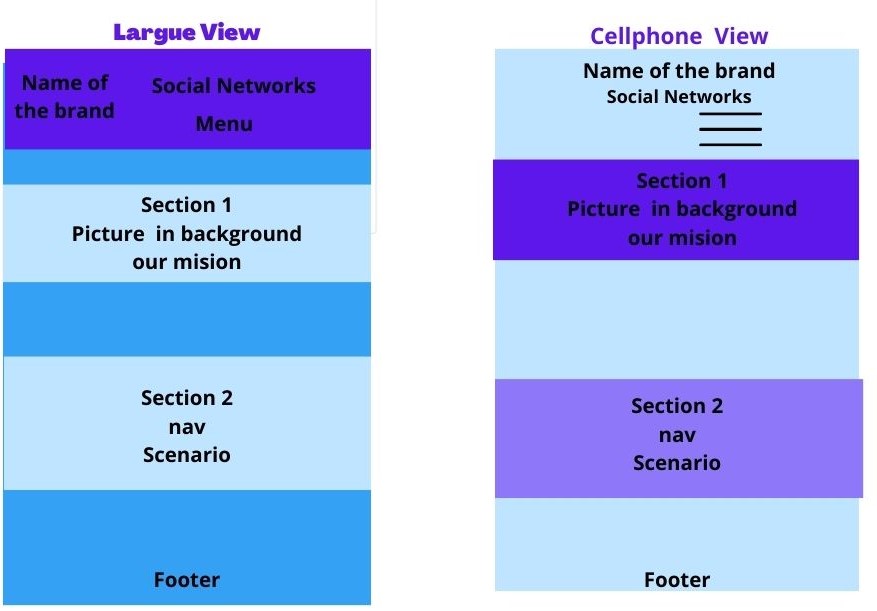 Largue View
Name of
the brand
Social Networks
Menu
Section 1
Picture in background
our mision
Section 2
nav
Scenario
Footer
Cellphone View
Name of the brand
Social Networks
Section 1
Picture in background
our mision
Section 2
nav
Scenario
Footer